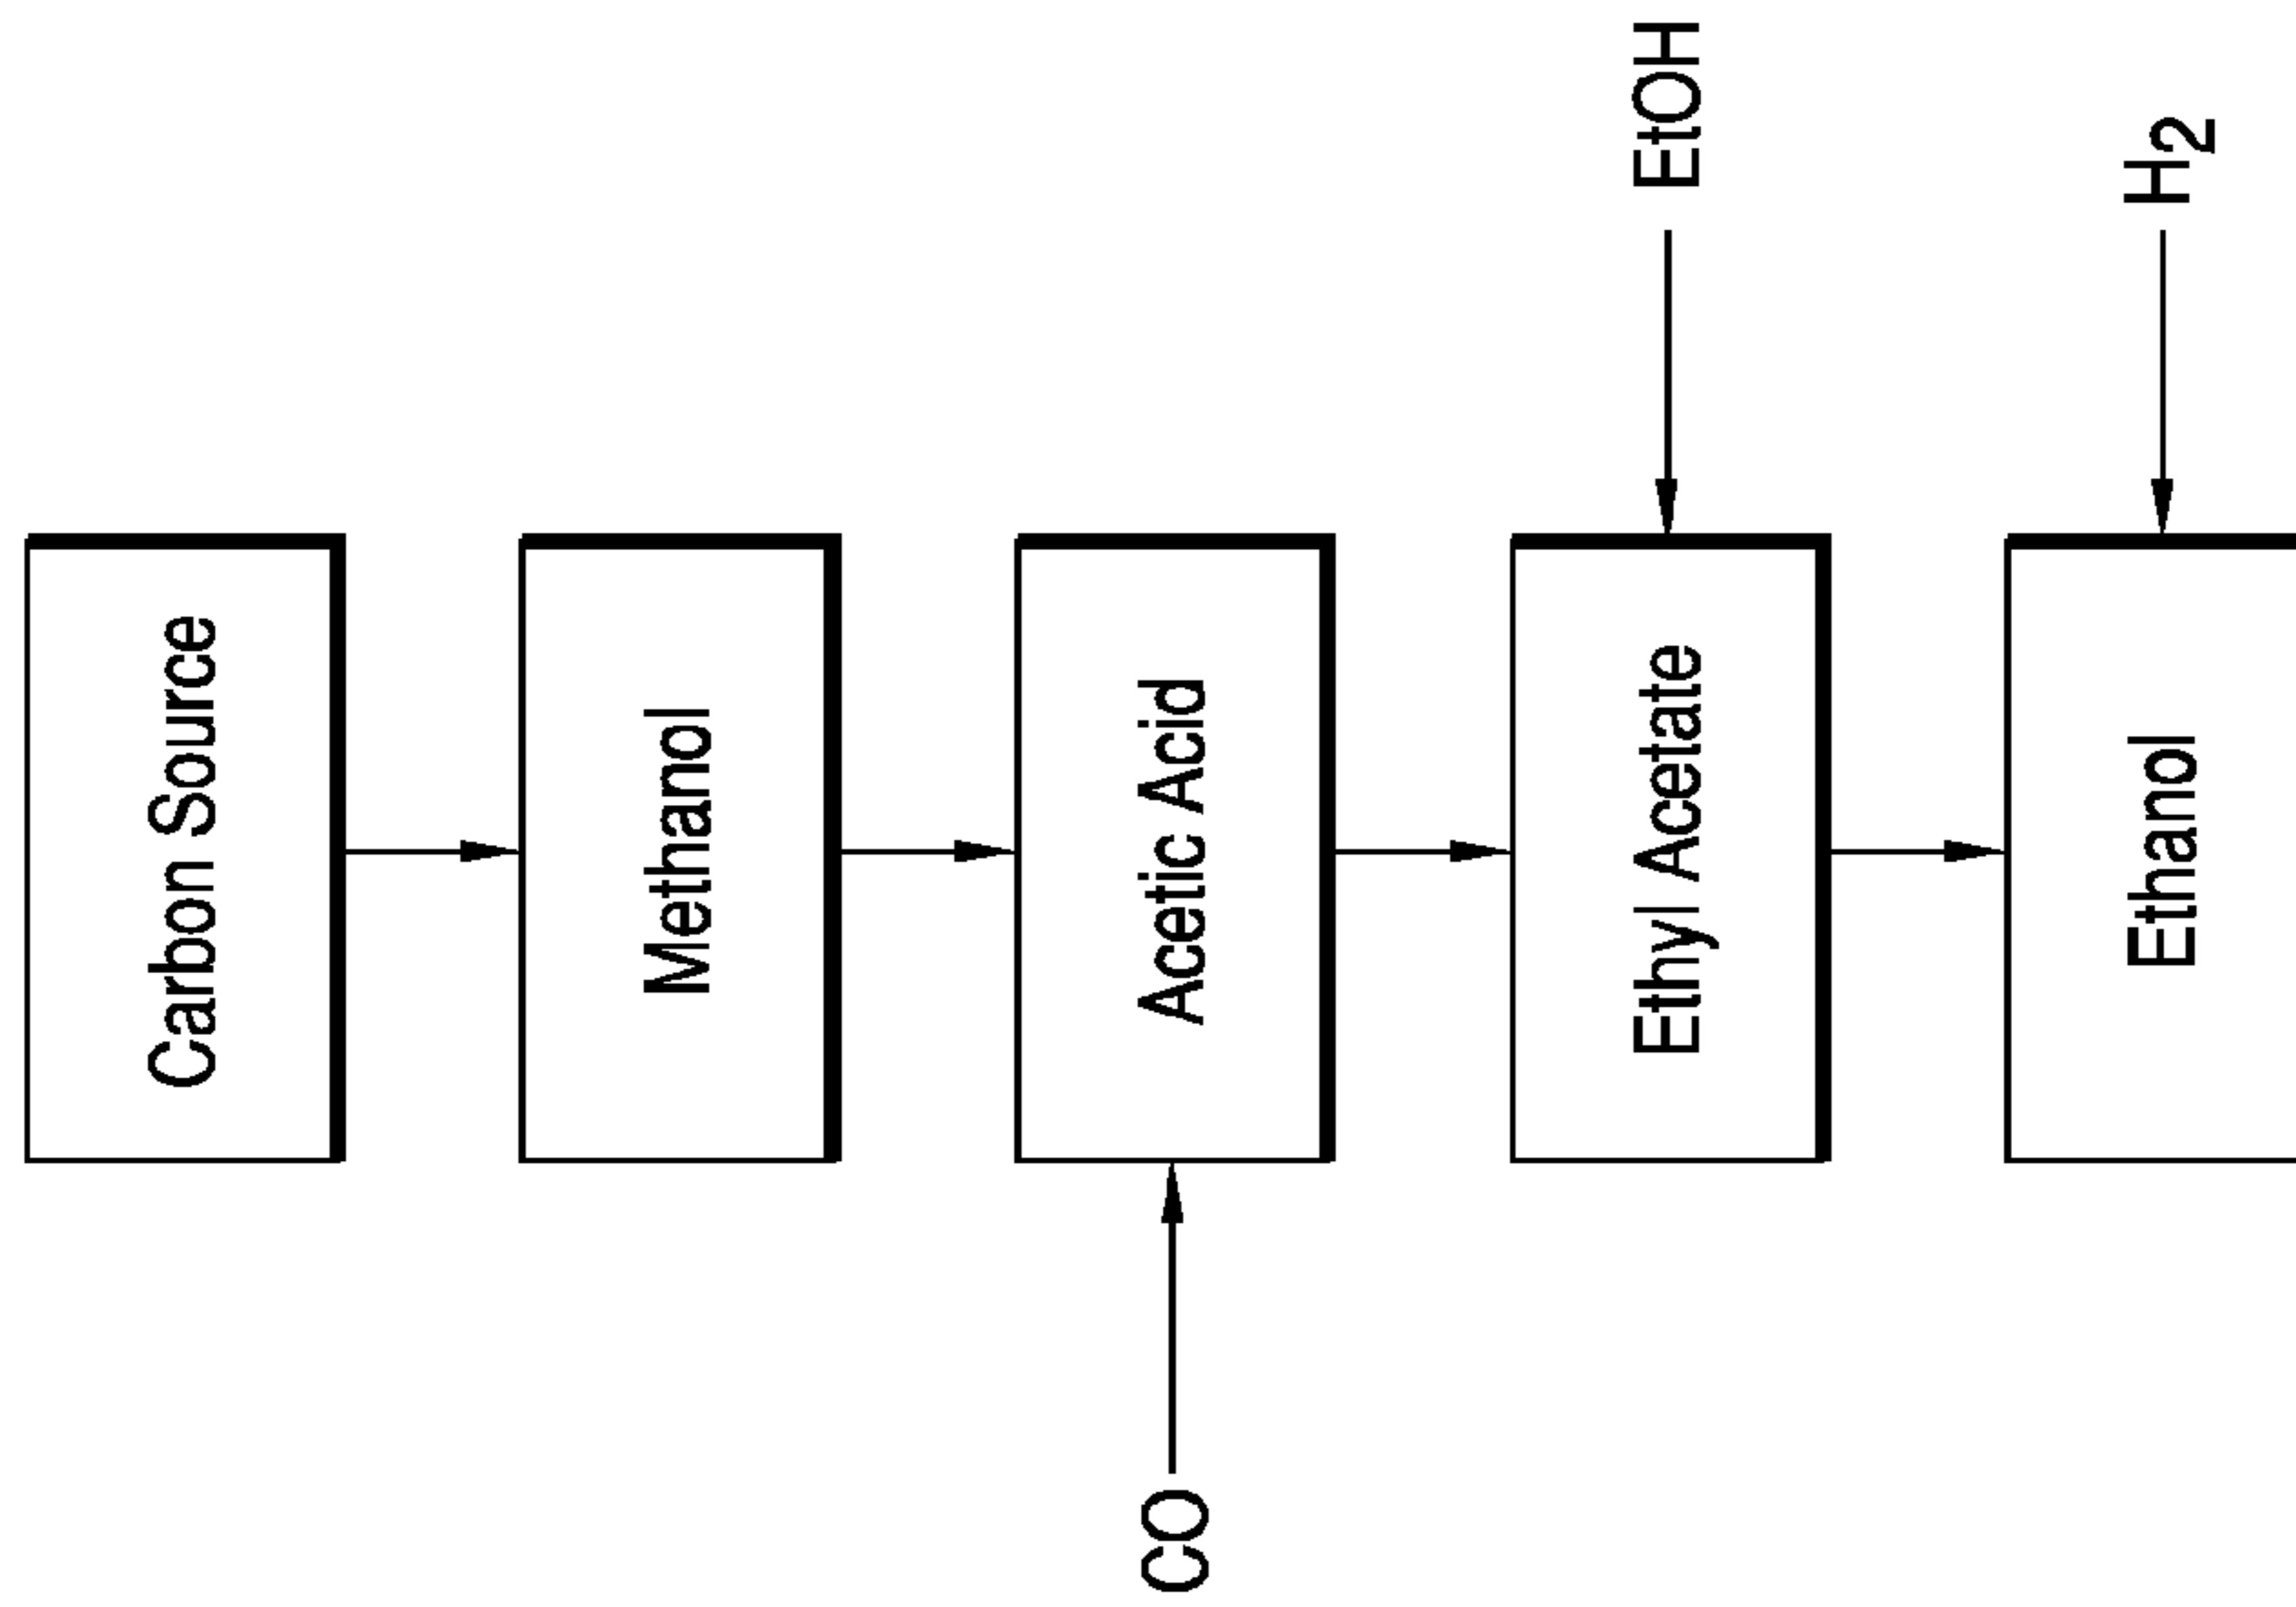 Carbon Source
Methanol
CO
Acetic Acid
Ethyl Acetate
EtOH
Ethanol
H2